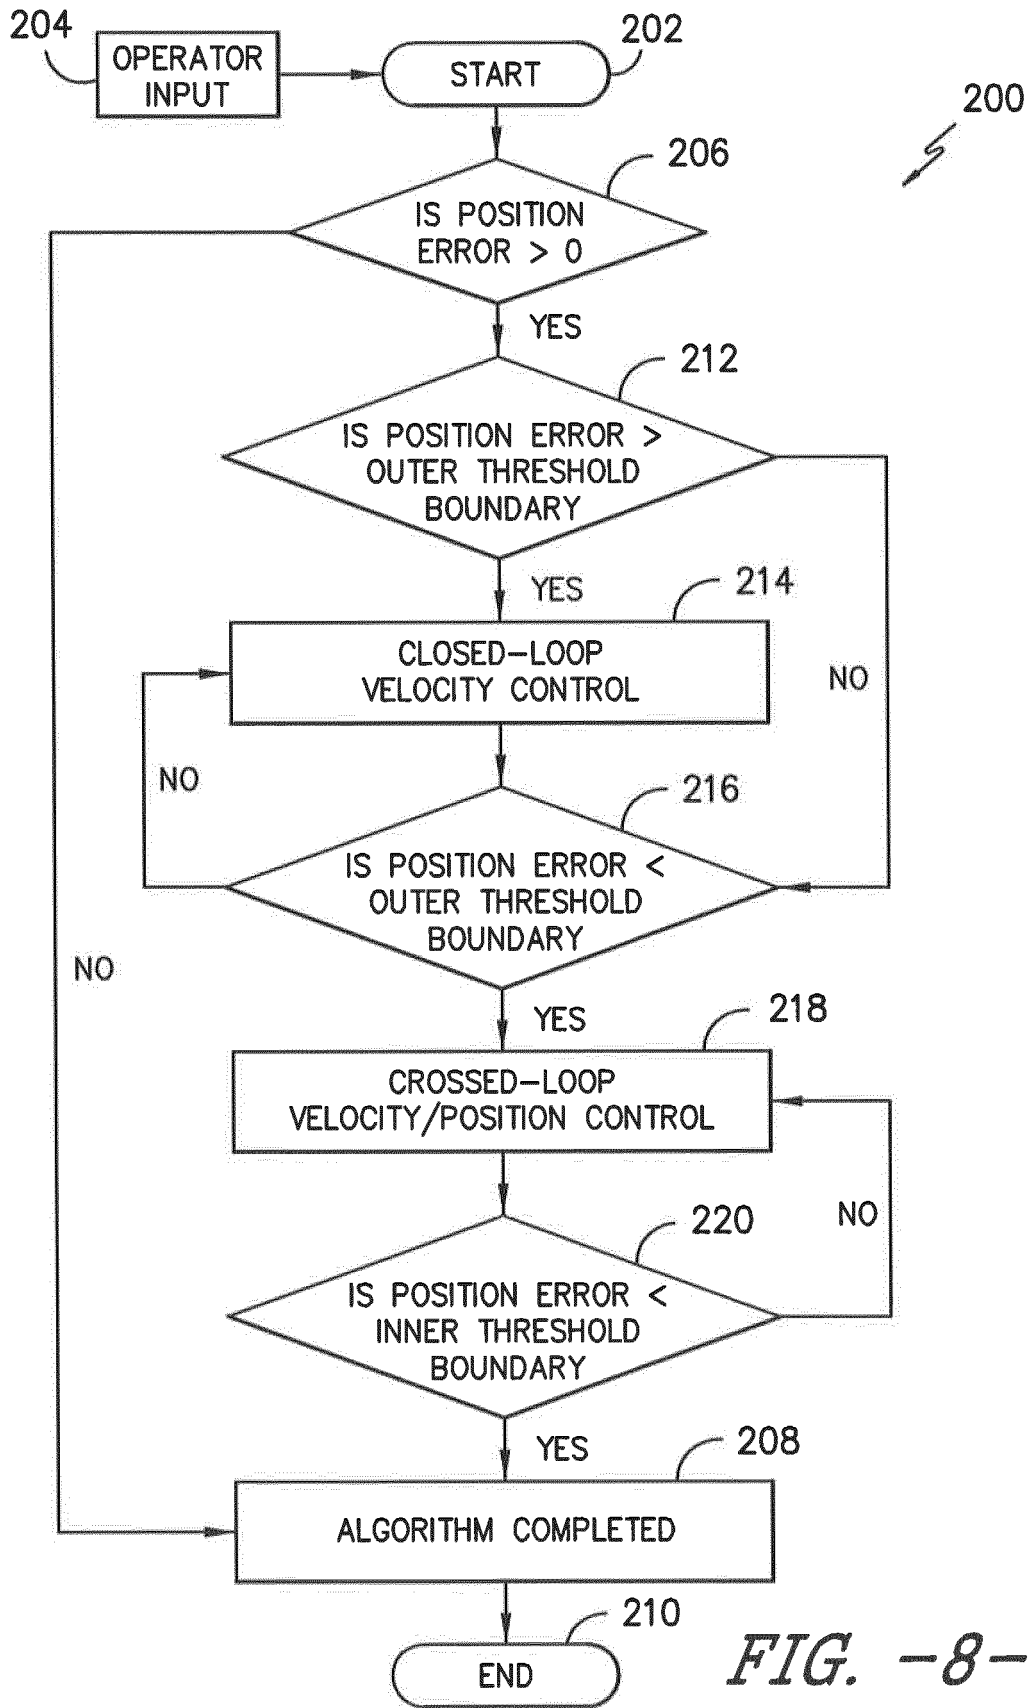 204
OPERATOR
INPUT
START
202
200
206
IS POSITION
ERROR > 0
YES
212
IS POSITION ERROR >
OUTER THRESHOLD
BOUNDARY
YES
214
CLOSED-LOOP
VELOCITY CONTROL
NO
NO
216
IS POSITION ERROR <
OUTER THRESHOLD
BOUNDARY
NO
YES
218
CROSSED-LOOP
VELOCITY/POSITION CONTROL
220
NO
IS POSITION ERROR <
INNER THRESHOLD
BOUNDARY
YES
208
ALGORITHM COMPLETED
210
END
FIG. -8-